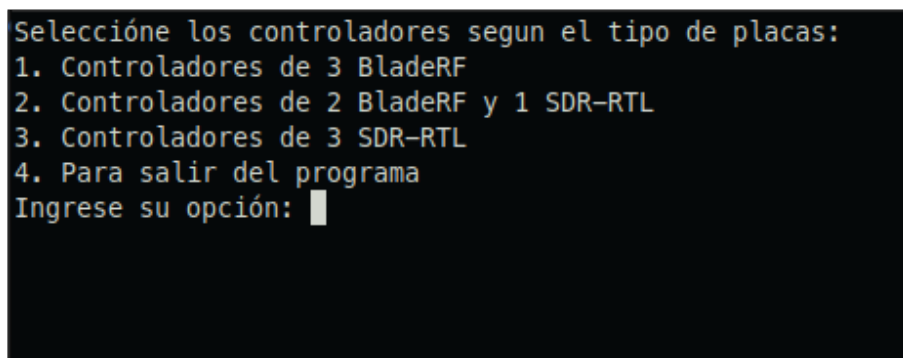 Seleccióne los controladores segun el tipo de placas:
1. Controladores de 3 BladeRF
2. Controladores de 2 BladeRF y 1 SDR-RTL
3. Controladores de 3 SDR-RTL
4. Para salir del programa
Ingrese su opción: